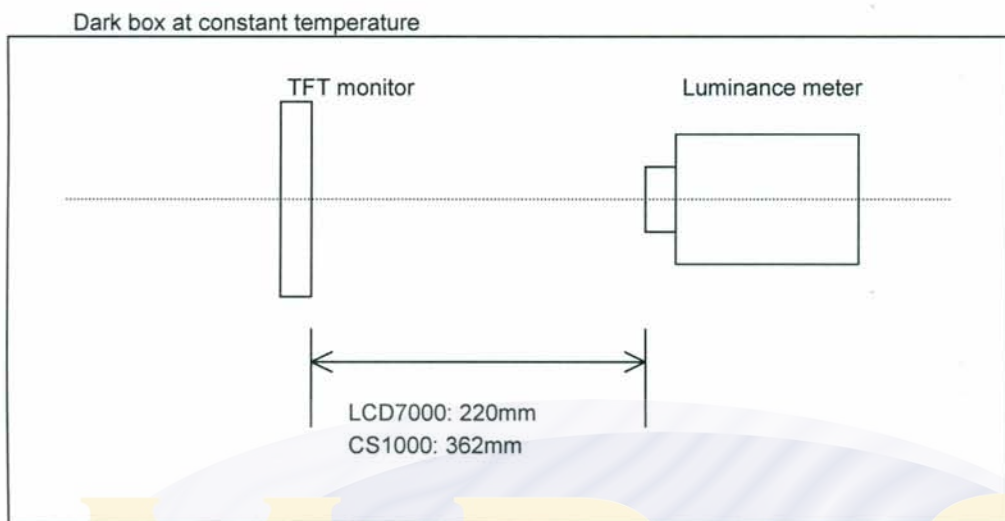 Dark box at constant temperature
TFT monitor
Luminance meter
LCD7000: 220mm
CS1000: 362mm